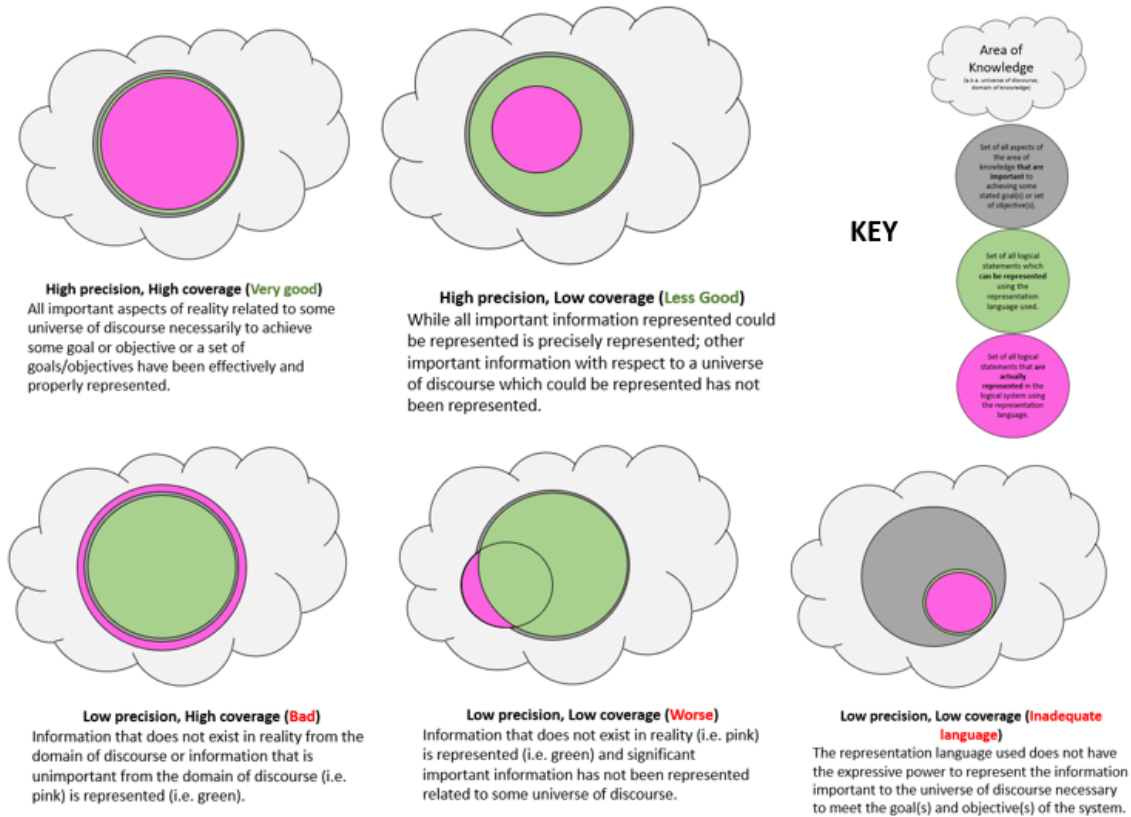 High precision, High coverage (Very good)
All important aspects of reality related to some
universe of discourse necessarily to achieve
some goal or objective or a set of
goals/objectives have been effectively and
properly represented.
High precision, Low coverage (Less Good)
While all important information represented could
be represented is precisely represented; other
important information with respect to a universe
of discourse which could be represented has not
been represented.
KEY
Area of
Knowledge
(a.k.a. universe of discourse;
domain of knowledge)
Set of all aspects of
the area of
knowledge that are
important to
achieving some
stated goal(s) or set
of objective(s).
Set of all logical
statements which
can be represented
using the
representation
language used.
Set of all logical
statements that are
actually
represented in the
logical system using
the representation
language.
Low precision, High coverage (Bad)
Information that does not exist in reality from the
domain of discourse or information that is
unimportant from the domain of discourse (i.e.
pink) is represented (i.e. green).
Low precision, Low coverage (Worse)
Information that does not exist in reality (i.e. pink)
is represented (i.e. green) and significant
important information has not been represented
related to some universe of discourse.
Low precision, Low coverage (Inadequate
language)
The representation language used does not have
the expressive power to represent the information
important to the universe of discourse necessary
to meet the goal(s) and objective(s) of the system.